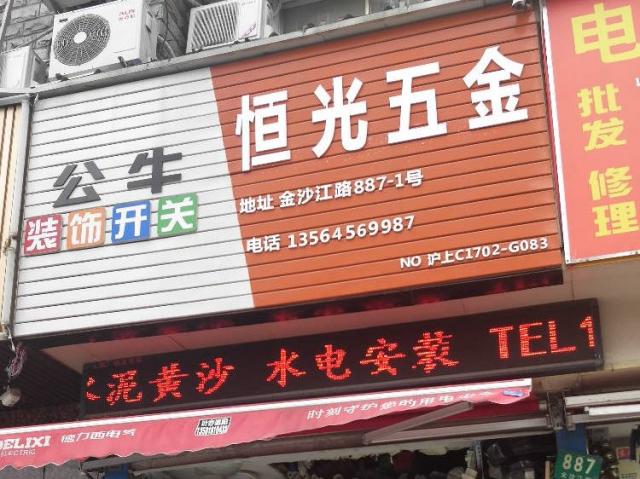 恒光五金
公牛
装饰开关
地址 金沙江路887-1号
电话 13564569987
NO 沪上C1702-G083
电
批发 修理
泥黄沙 水电安装 TEL1
DELIXI 德力西电气
时刻守护您的用电安全
887